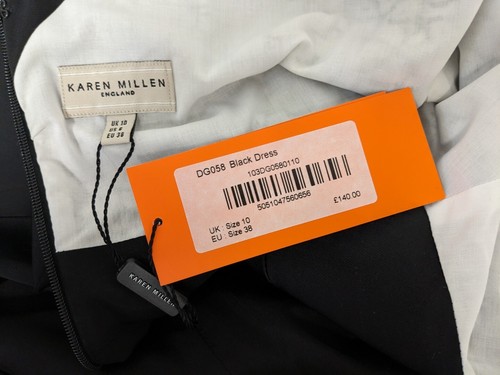 KAREN MILLEN
ENGLAND
UK 10
US 6
EU 38
DG058 Black Dress
103DG0580110
5051047560656
UK : Size 10
EU : Size 38
£140.00
KAREN MILLEN